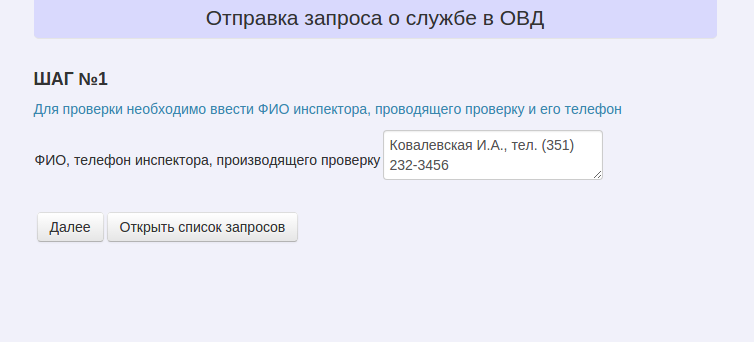 Отправка запроса о службе в ОВД
ШАГ №1
Для проверки необходимо ввести ФИО инспектора, проводящего проверку и его телефон
ФИО, телефон инспектора, производящего проверку
Ковалевская И.А., тел. (351)
232-3456
Далее
Открыть список запросов